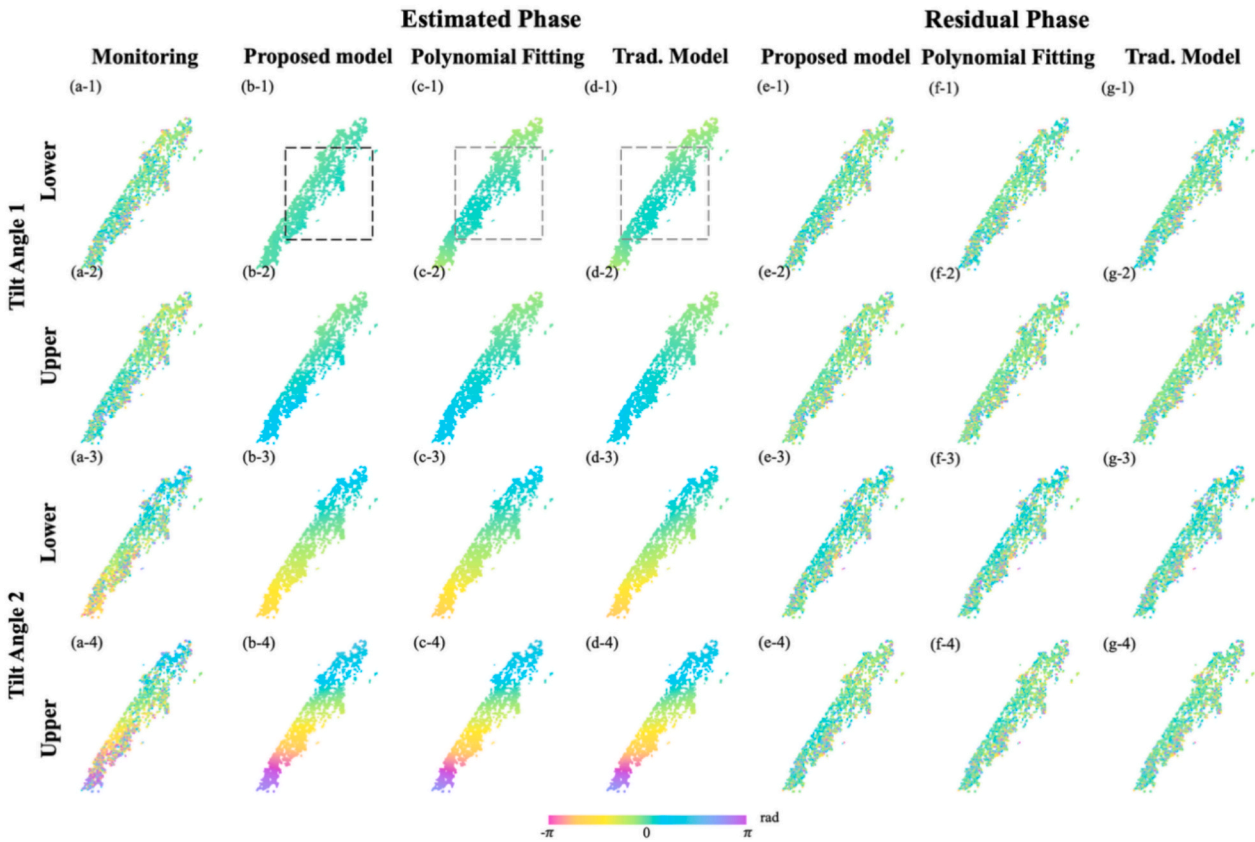 Estimated Phase Residual Phase
Monitoring Proposed model Polynomial Fitting Trad. Model Proposed model Polynomial Fitting Trad. Model
(a-1) (b-1) (c-1) (d-1) (e-1) (f-1) (g-1)
Tilt Angle 1
Lower
(a-2) (b-2) (c-2) (d-2) (e-2) (f-2) (g-2)
Upper
(a-3) (b-3) (c-3) (d-3) (e-3) (f-3) (g-3)
Tilt Angle 2
Lower
(a-4) (b-4) (c-4) (d-4) (e-4) (f-4) (g-4)
Upper
rad
-π 0 π